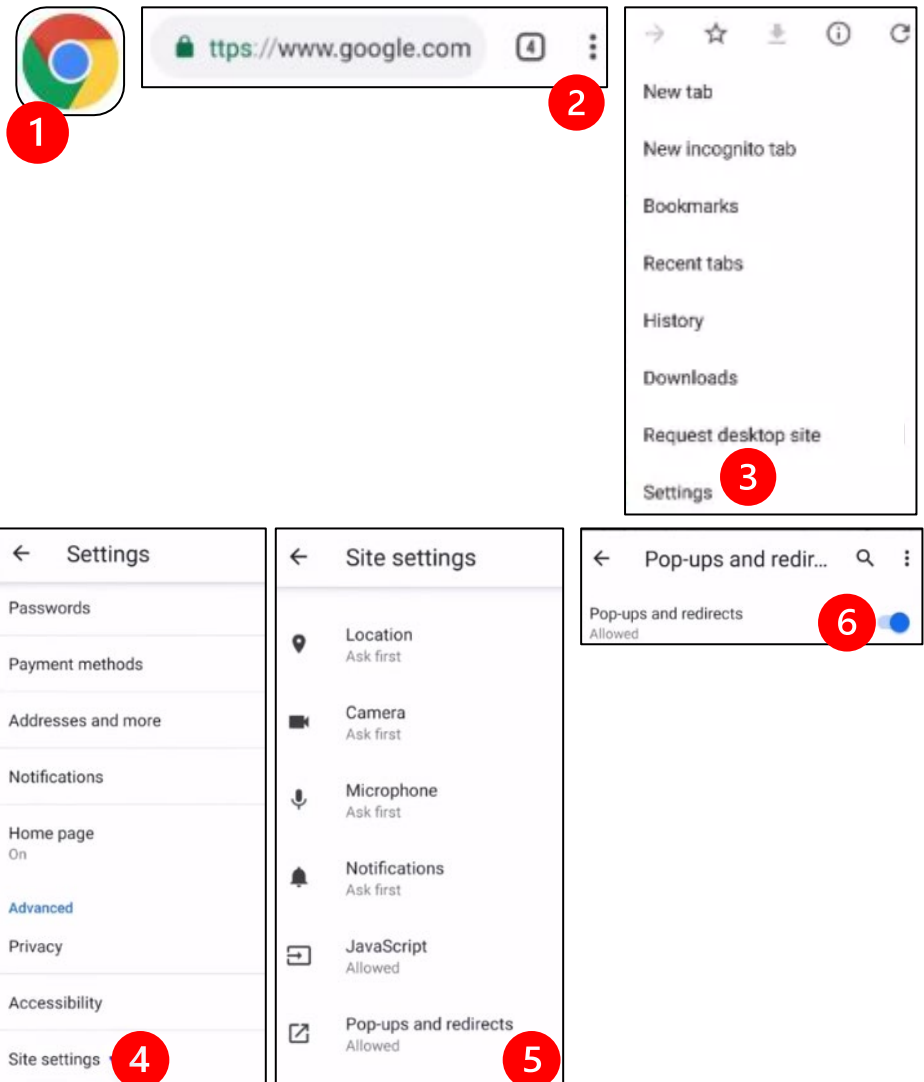 1
ttps://www.google.com
4
2
New tab
New incognito tab
Bookmarks
Recent tabs
History
Downloads
Request desktop site
Settings
3
Settings
Passwords
Payment methods
Addresses and more
Notifications
Home page
On
Advanced
Privacy
Accessibility
Site settings
4
Site settings
Location
Ask first
Camera
Ask first
Microphone
Ask first
Notifications
Ask first
JavaScript
Allowed
Pop-ups and redirects
Allowed
5
Pop-ups and redir...
Pop-ups and redirects
Allowed
6